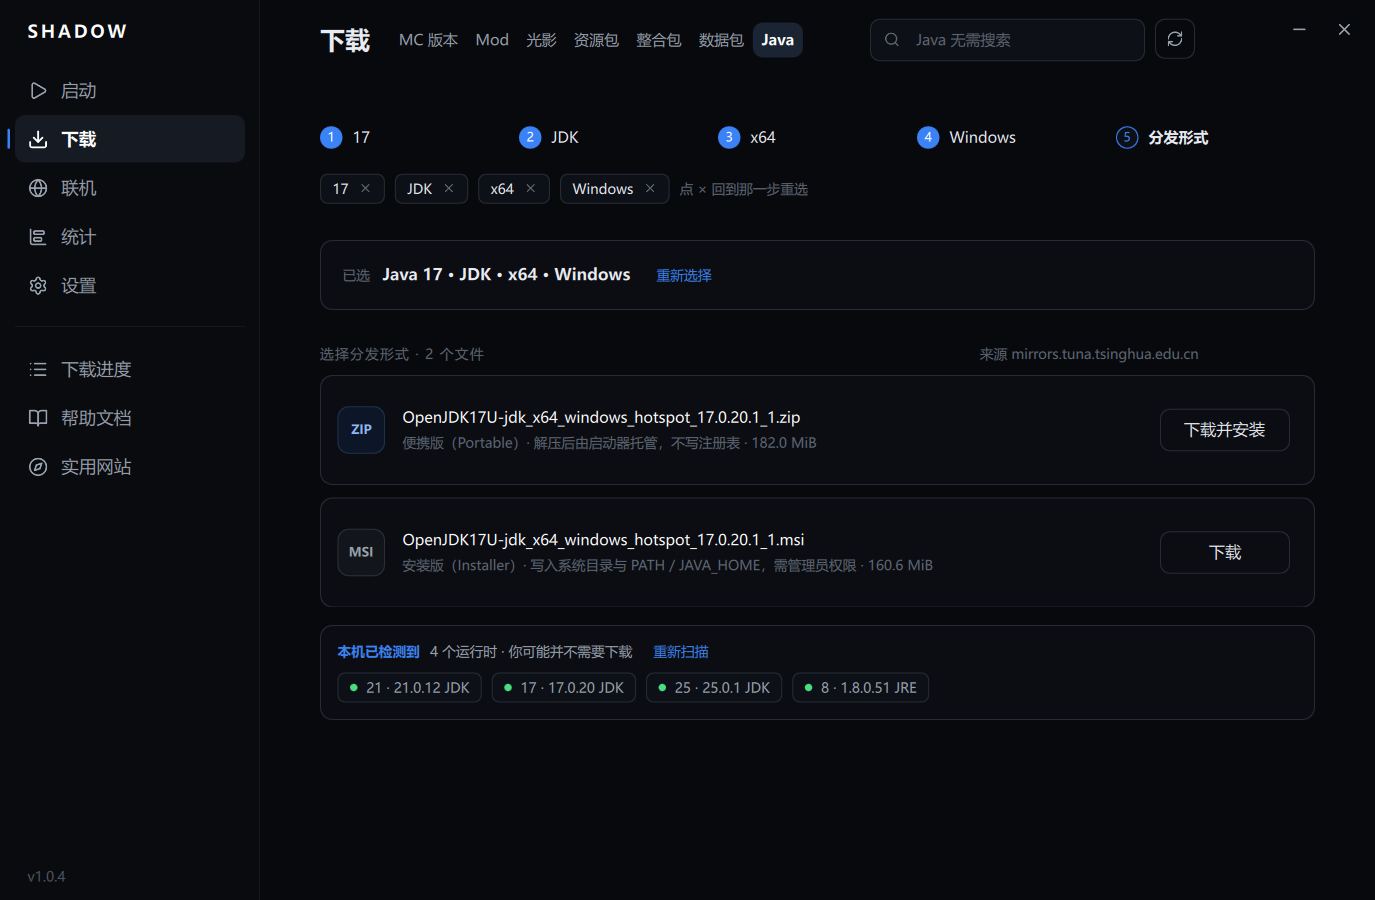 SHADOW
启动
下载
联机
统计
设置
下载进度
帮助文档
实用网站
v1.0.4
下载 MC 版本 Mod 光影 资源包 整合包 数据包 Java
Java 无需搜索
1 17 2 JDK 3 x64 4 Windows 5 分发形式
17 × JDK × x64 × Windows × 点 × 回到那一步重选
已选 Java 17 • JDK • x64 • Windows 重新选择
选择分发形式 · 2 个文件 来源 mirrors.tuna.tsinghua.edu.cn
ZIP
OpenJDK17U-jdk_x64_windows_hotspot_17.0.20.1_1.zip
便携版（Portable）· 解压后由启动器托管，不写注册表 · 182.0 MiB
下载并安装
MSI
OpenJDK17U-jdk_x64_windows_hotspot_17.0.20.1_1.msi
安装版（Installer）· 写入系统目录与 PATH / JAVA_HOME，需管理员权限 · 160.6 MiB
下载
本机已检测到 4 个运行时 · 你可能并不需要下载 重新扫描
21 · 21.0.12 JDK 17 · 17.0.20 JDK 25 · 25.0.1 JDK 8 · 1.8.0.51 JRE